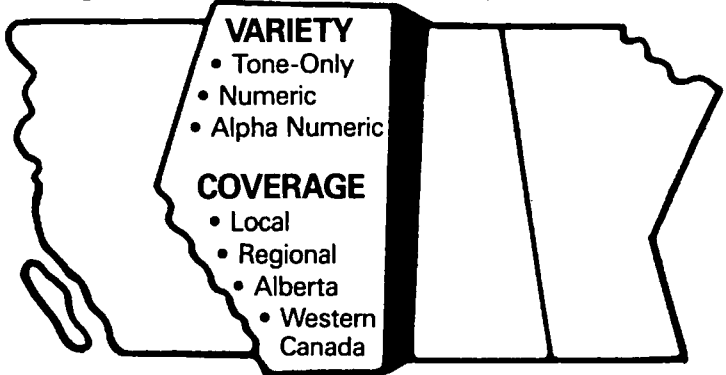 VARIETY
• Tone-Only
• Numeric
• Alpha Numeric
COVERAGE
• Local
• Regional
• Alberta
• Western
Canada